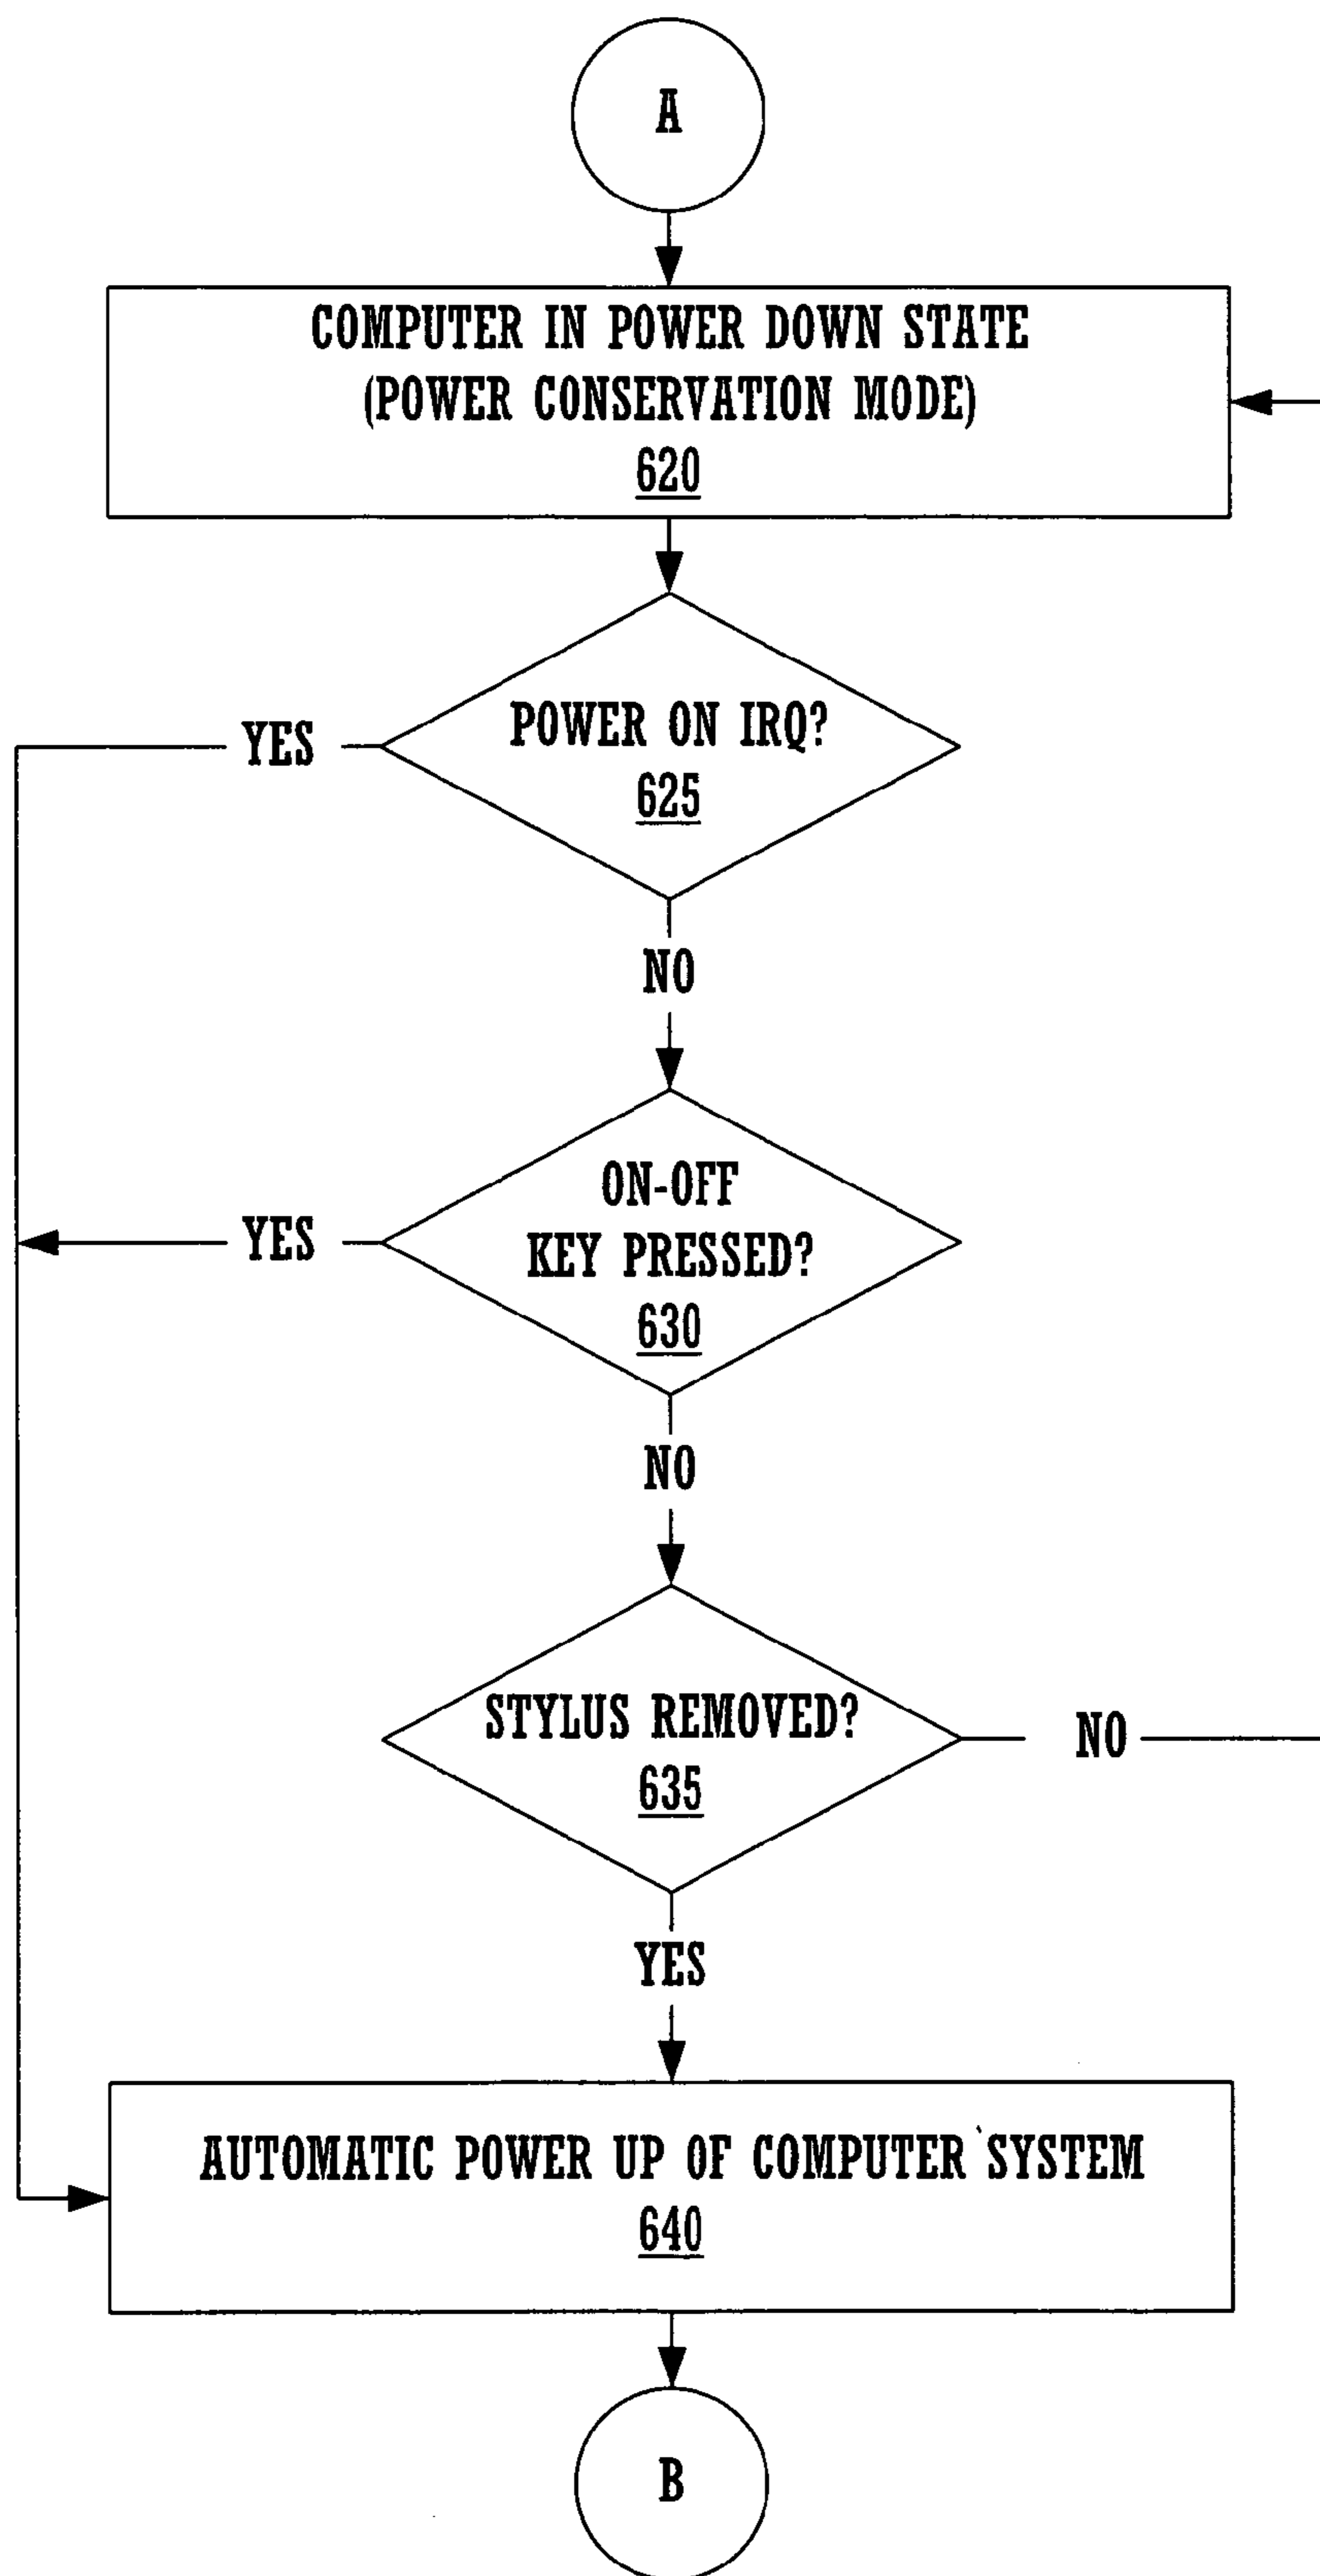 A
COMPUTER IN POWER DOWN STATE
(POWER CONSERVATION MODE)
620
POWER ON IRQ?
625
YES
NO
ON-OFF
KEY PRESSED?
630
YES
NO
STYLUS REMOVED?
635
NO
YES
AUTOMATIC POWER UP OF COMPUTER SYSTEM
640
B